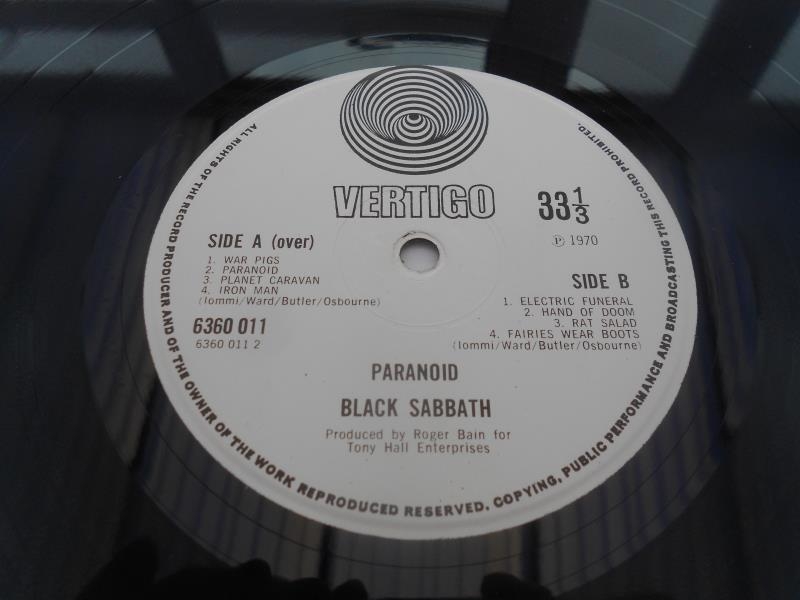 VERTIGO
33 1/3
Ⓟ 1970
SIDE A (over)
1. WAR PIGS
2. PARANOID
3. PLANET CARAVAN
4. IRON MAN
(Iommi/Ward/Butler/Osbourne)
6360 011
6360 011 2
SIDE B
1. ELECTRIC FUNERAL
2. HAND OF DOOM
3. RAT SALAD
4. FAIRIES WEAR BOOTS
(Iommi/Ward/Butler/Osbourne)
PARANOID
BLACK SABBATH
Produced by Roger Bain for
Tony Hall Enterprises
ALL RIGHTS OF THE RECORD PRODUCER AND OF THE OWNER OF THE WORK REPRODUCED RESERVED. COPYING, PUBLIC PERFORMANCE AND BROADCASTING THIS RECORD PROHIBITED.